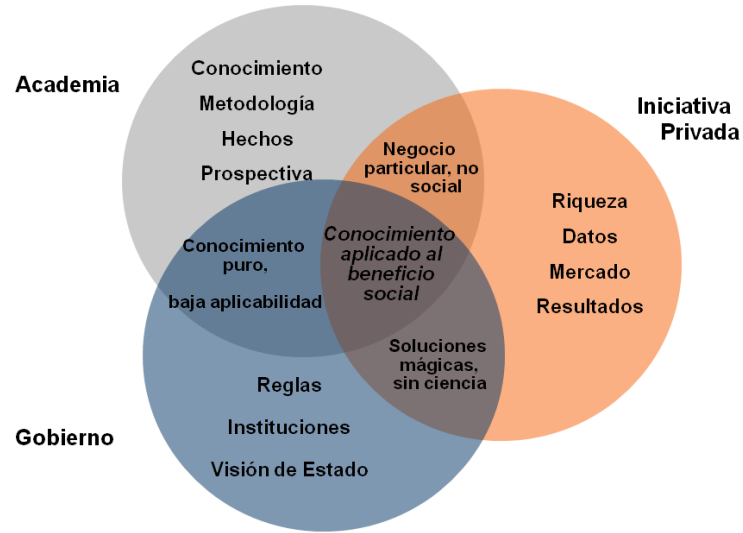 Academia
Conocimiento
Metodología
Hechos
Prospectiva
Iniciativa
Privada
Negocio
particular, no
social
Riqueza
Datos
Mercado
Resultados
Conocimiento
puro,
baja aplicabilidad
Conocimiento
aplicado al
beneficio
social
Soluciones
mágicas,
sin ciencia
Gobierno
Reglas
Instituciones
Visión de Estado